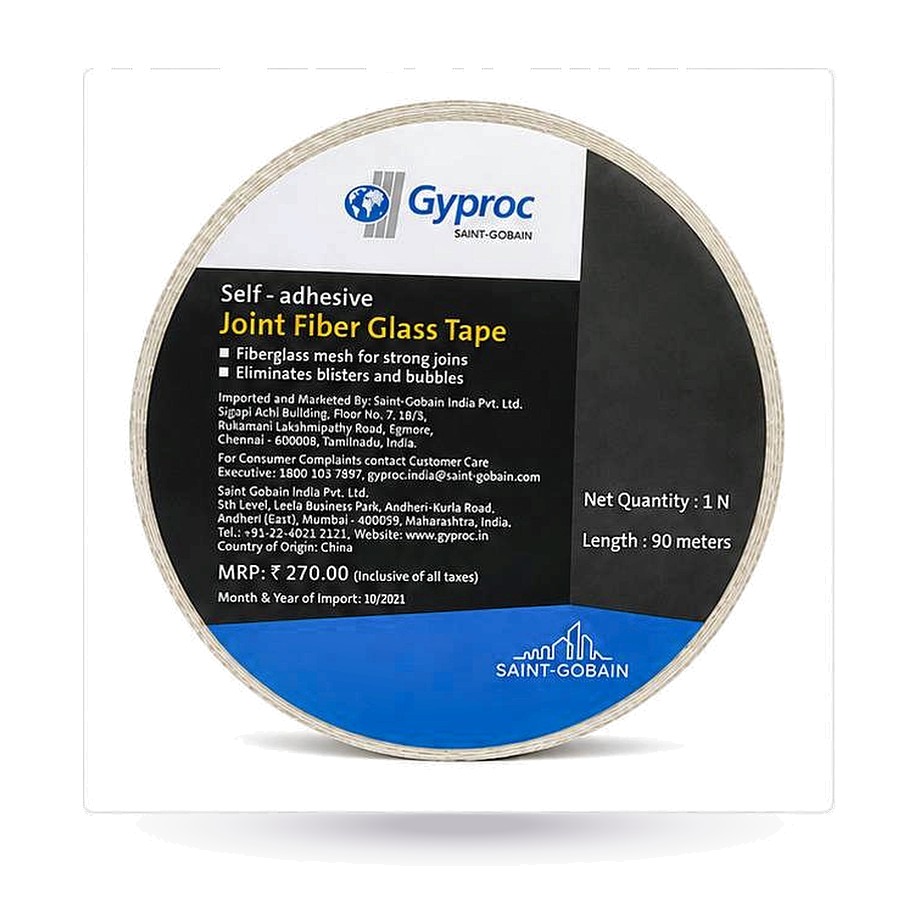 Gyproc
SAINT-GOBAIN
Self - adhesive
Joint Fiber Glass Tape
■ Fiberglass mesh for strong joins
■ Eliminates blisters and bubbles
Imported and Marketed By: Saint-Gobain India Pvt. Ltd.
Sigapi Achi Building, Floor No. 7. 18/3,
Rukamani Lakshmipathy Road, Egmore,
Chennai - 600008, Tamilnadu, India.
For Consumer Complaints contact Customer Care
Executive: 1800 103 7897, gyproc.india@saint-gobain.com
Saint Gobain India Pvt. Ltd.
5th Level, Leela Business Park, Andheri-Kurla Road,
Andheri (East), Mumbai - 400059, Maharashtra, India.
Tel.: +91-22-4021 2121, Website: www.gyproc.in
Country of Origin: China
MRP: ₹ 270.00 (Inclusive of all taxes)
Month & Year of Import: 10/2021
Net Quantity : 1 N
Length : 90 meters
SAINT-GOBAIN